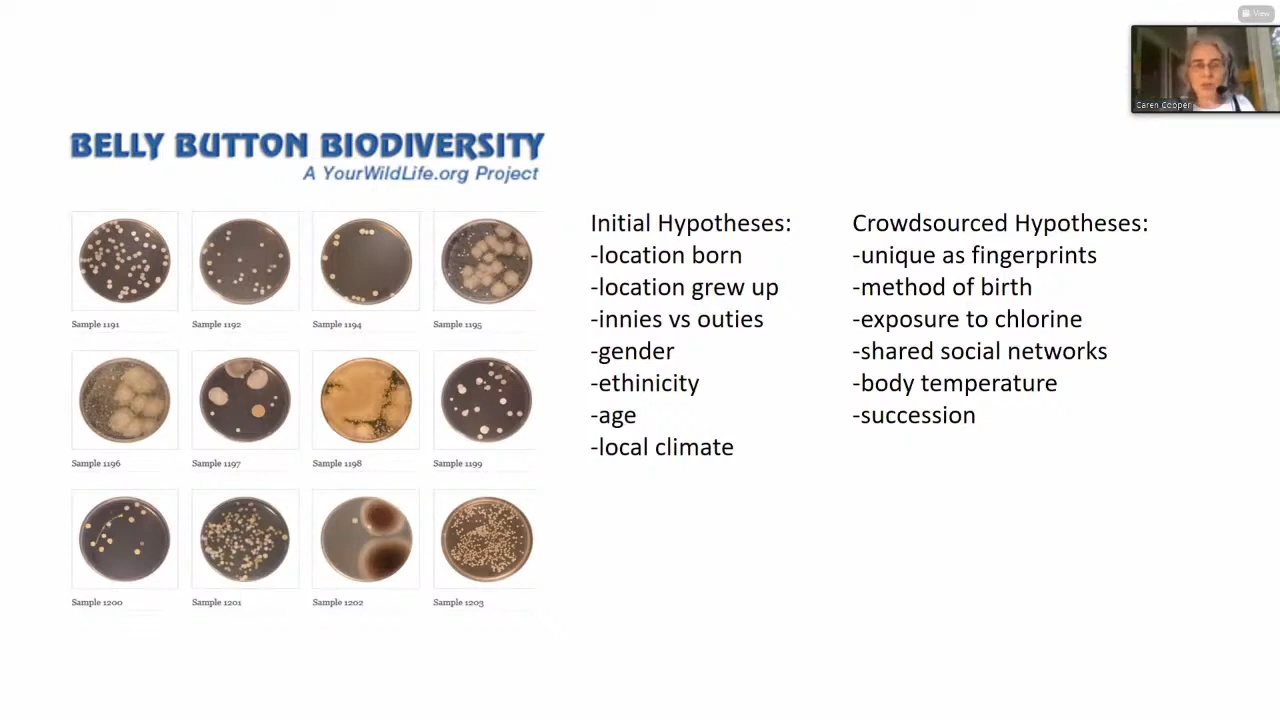 View
Caren Cooper
BELLY BUTTON BIODIVERSITY
A YourWildLife.org Project
Sample 1191
Sample 1192
Sample 1194
Sample 1195
Sample 1196
Sample 1197
Sample 1198
Sample 1199
Sample 1200
Sample 1201
Sample 1202
Sample 1203
Initial Hypotheses:
-location born
-location grew up
-innies vs outies
-gender
-ethinicity
-age
-local climate
Crowdsourced Hypotheses:
-unique as fingerprints
-method of birth
-exposure to chlorine
-shared social networks
-body temperature
-succession